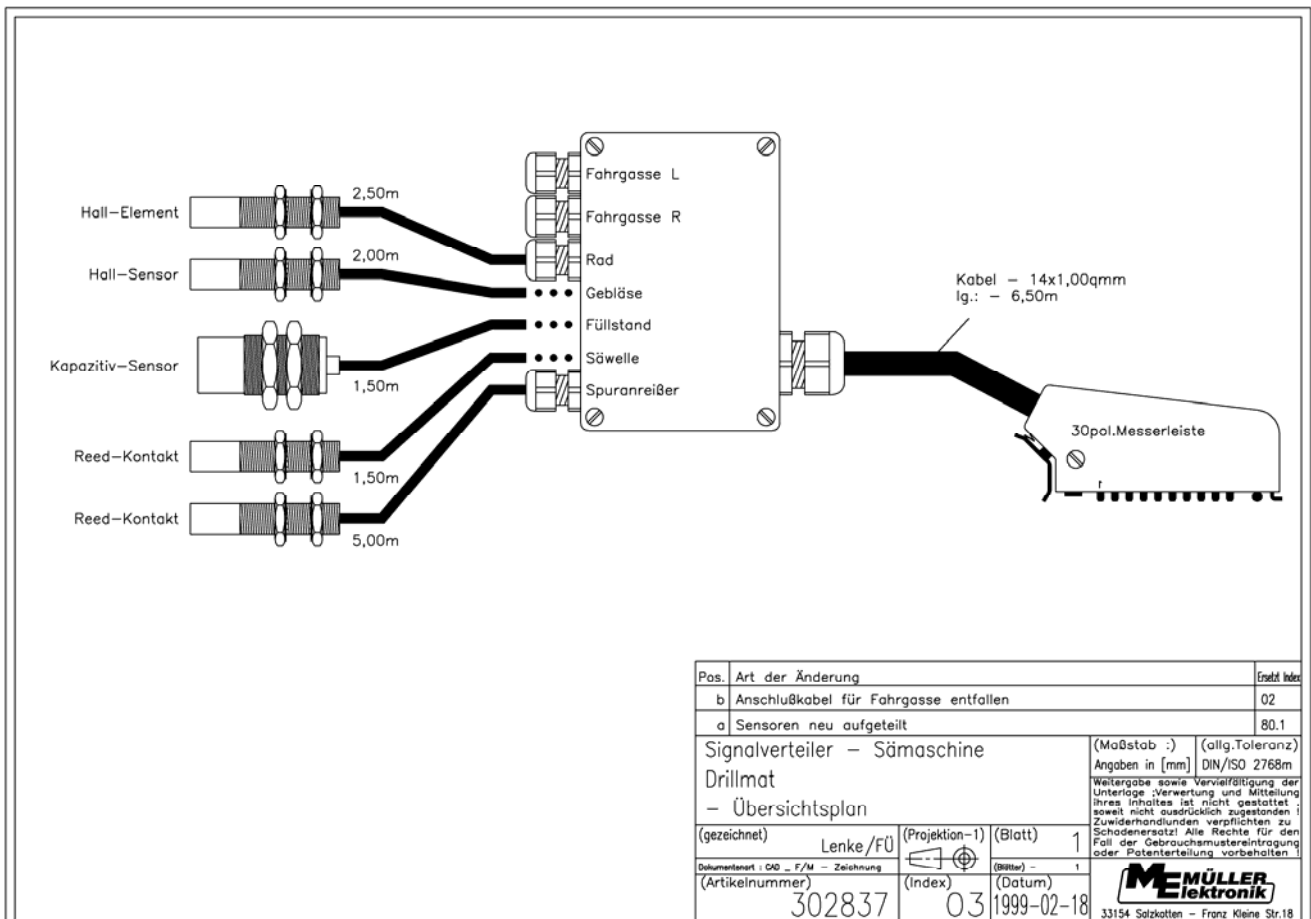 Fahrgasse L
Fahrgasse R
Rad
Gebläse
Füllstand
Säwelle
Spuranreißer
Hall-Element
2,50m
Hall-Sensor
2,00m
Kapazitiv-Sensor
1,50m
Reed-Kontakt
1,50m
Reed-Kontakt
5,00m
Kabel - 14x1,00qmm
lg.: - 6,50m
30pol.Messerleiste
1
Pos. Art der Änderung Ersetzt Index
b Anschlußkabel für Fahrgasse entfallen 02
a Sensoren neu aufgeteilt 80.1
Signalverteiler - Sämaschine
Drillmat
- Übersichtsplan
(Maßstab :) (allg.Toleranz)
Angaben in [mm] DIN/ISO 2768m
Weitergabe sowie Vervielfältigung der
Unterlage ;Verwertung und Mitteilung
ihres Inhaltes ist nicht gestattet .
soweit nicht ausdrücklich zugestanden !
Zuwiderhandlunden verpflichten zu
Schadenersatz! Alle Rechte für den
Fall der Gebrauchsmustereintragung
oder Patenterteilung vorbehalten !
(gezeichnet) Lenke/FÜ (Projektion-1) (Blatt) 1
Dokumentenart : CAD _ F/M - Zeichnung (Blätter) - 1
(Artikelnummer) 302837 (Index) 03 (Datum) 1999-02-18
ME MÜLLER
Elektronik
33154 Salzkotten - Franz Kleine Str.18